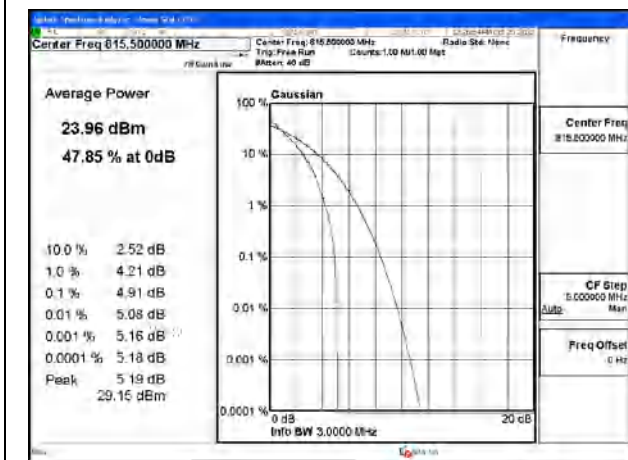 Center Freq 815.500000 MHz
Center Freq: 815.500000 MHz
Radio Std: None
Trig: Free Run
Counts: 1.00 M/1.00 Mpt
#Atten: 40 dB
Frequency
Average Power
23.96 dBm
47.85 % at 0dB
10.0 % 2.52 dB
1.0 % 4.21 dB
0.1 % 4.91 dB
0.01 % 5.08 dB
0.001 % 5.16 dB
0.0001 % 5.18 dB
Peak 5.19 dB
29.15 dBm
Gaussian
100 %
10 %
1 %
0.1 %
0.01 %
0.001 %
0.0001 %
0 dB
20 dB
Info BW 3.0000 MHz
Center Freq
815.500000 MHz
CF Step
5.000000 MHz
Auto Man
Freq Offset
0 Hz